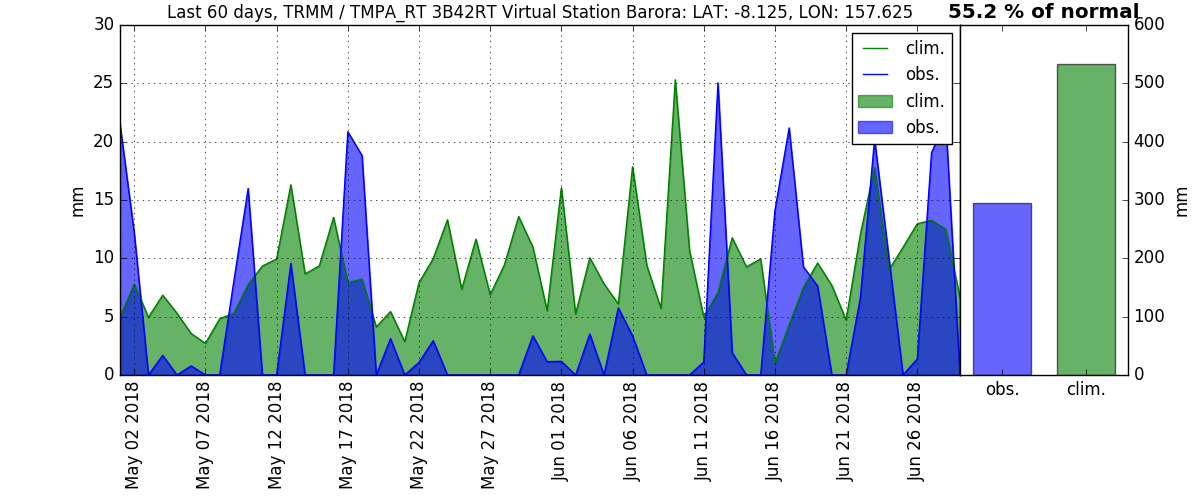 Last 60 days, TRMM / TMPA_RT 3B42RT Virtual Station Barora: LAT: -8.125, LON: 157.625
55.2 % of normal
30
25
20
15
10
5
0
mm
clim.
obs.
clim.
obs.
600
500
400
300
200
100
0
mm
May 02 2018
May 07 2018
May 12 2018
May 17 2018
May 22 2018
May 27 2018
Jun 01 2018
Jun 06 2018
Jun 11 2018
Jun 16 2018
Jun 21 2018
Jun 26 2018
obs.
clim.